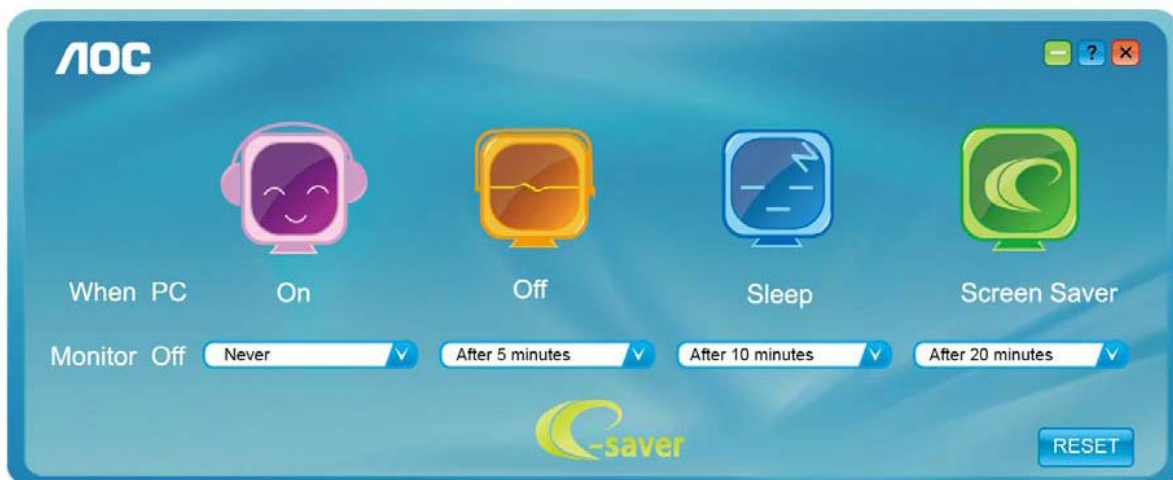 AOC
?
When PC On Off Sleep Screen Saver
Monitor Off Never After 5 minutes After 10 minutes After 20 minutes
e-saver
RESET